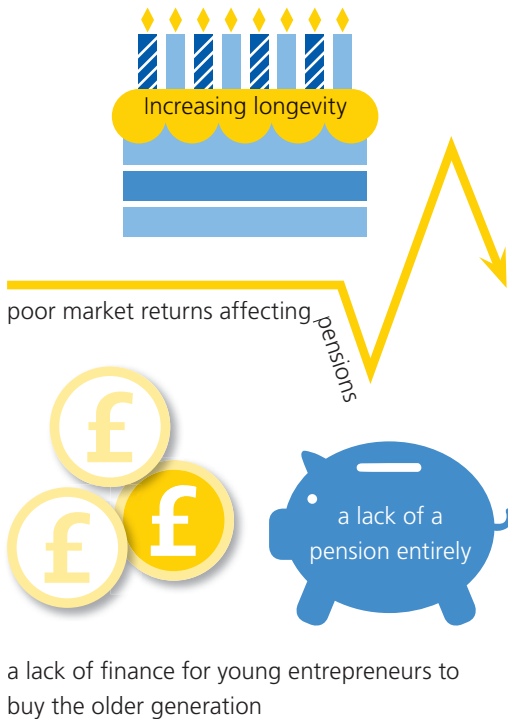 Increasing longevity
poor market returns affecting pensions
£
£
£
a lack of a
pension entirely
a lack of finance for young entrepreneurs to
buy the older generation